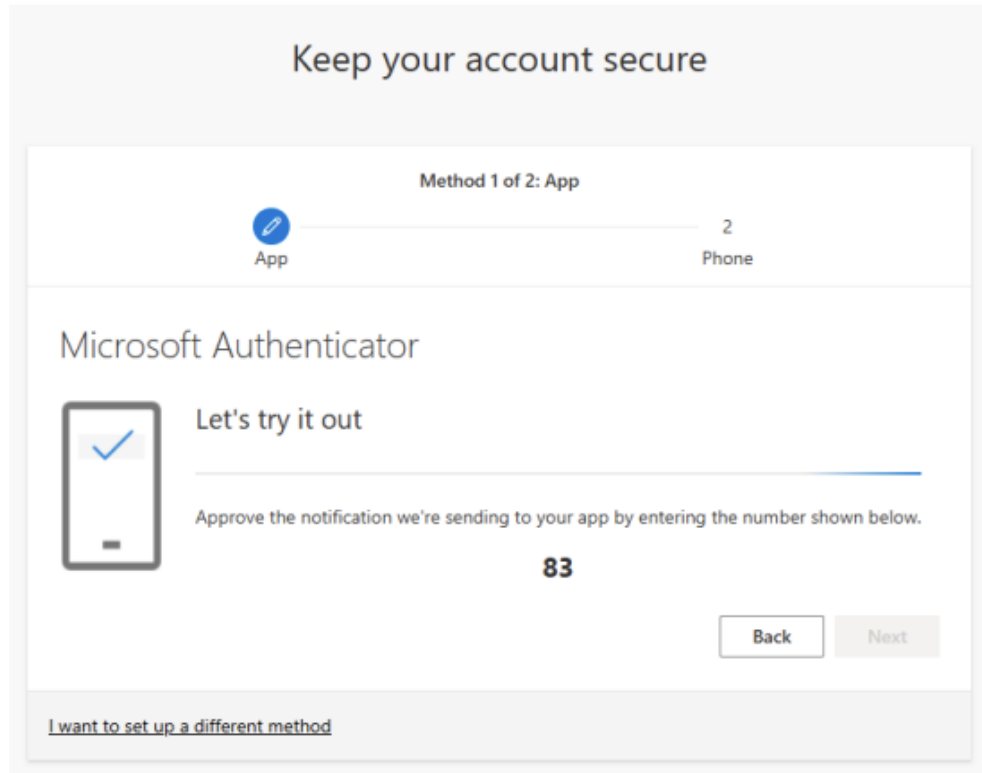 Keep your account secure
Method 1 of 2: App
2
App
Phone
Microsoft Authenticator
Let's try it out
Approve the notification we're sending to your app by entering the number shown below.
83
Back
Next
I want to set up a different method